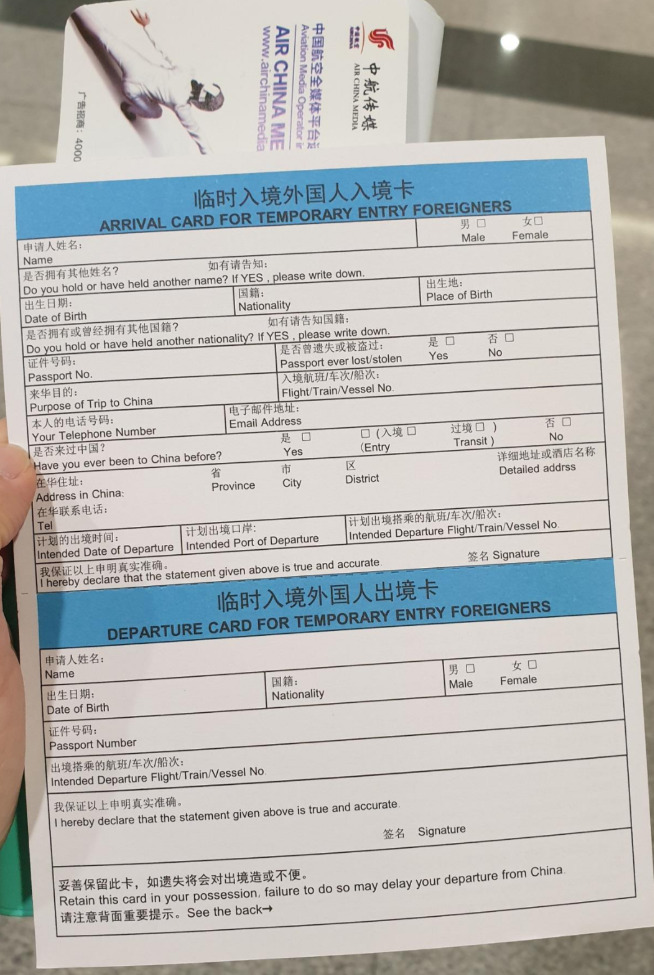 中航传媒
AIR CHINA MEDIA
中国航空全媒体平台
Aviation Media Operator
AIR CHINA ME
www.airchinamedia
广告招商：4000
临时入境外国人入境卡
ARRIVAL CARD FOR TEMPORARY ENTRY FOREIGNERS
申请人姓名： 男 □ 女□
Name Male Female
是否拥有其他姓名？ 如有请告知：
Do you hold or have held another name? If YES , please write down.
出生日期： 国籍： 出生地：
Date of Birth Nationality Place of Birth
是否拥有或曾经拥有其他国籍？ 如有请告知国籍：
Do you hold or have held another nationality? If YES , please write down.
证件号码： 是否曾遗失或被盗过： 是 □ 否 □
Passport No. Passport ever lost/stolen Yes No
来华目的： 入境航班/车次/船次：
Purpose of Trip to China Flight/Train/Vessel No.
本人的电话号码： 电子邮件地址：
Your Telephone Number Email Address
是否来过中国？ 是 □ □ (入境 □ 过境 □ ) 否 □
Have you ever been to China before? Yes (Entry Transit ) No
在华住址： 省 市 区 详细地址或酒店名称
Address in China: Province City District Detailed addrss
在华联系电话：
Tel
计划的出境时间： 计划出境口岸： 计划出境搭乘的航班/车次/船次：
Intended Date of Departure Intended Port of Departure Intended Departure Flight/Train/Vessel No.
我保证以上申明真实准确。 签名 Signature
I hereby declare that the statement given above is true and accurate.
临时入境外国人出境卡
DEPARTURE CARD FOR TEMPORARY ENTRY FOREIGNERS
申请人姓名：
Name
出生日期： 国籍： 男 □ 女 □
Date of Birth Nationality Male Female
证件号码：
Passport Number
出境搭乘的航班/车次/船次：
Intended Departure Flight/Train/Vessel No.
我保证以上申明真实准确。
I hereby declare that the statement given above is true and accurate.
签名 Signature
妥善保留此卡，如遗失将会对出境造成不便。
Retain this card in your possession, failure to do so may delay your departure from China.
请注意背面重要提示。See the back→